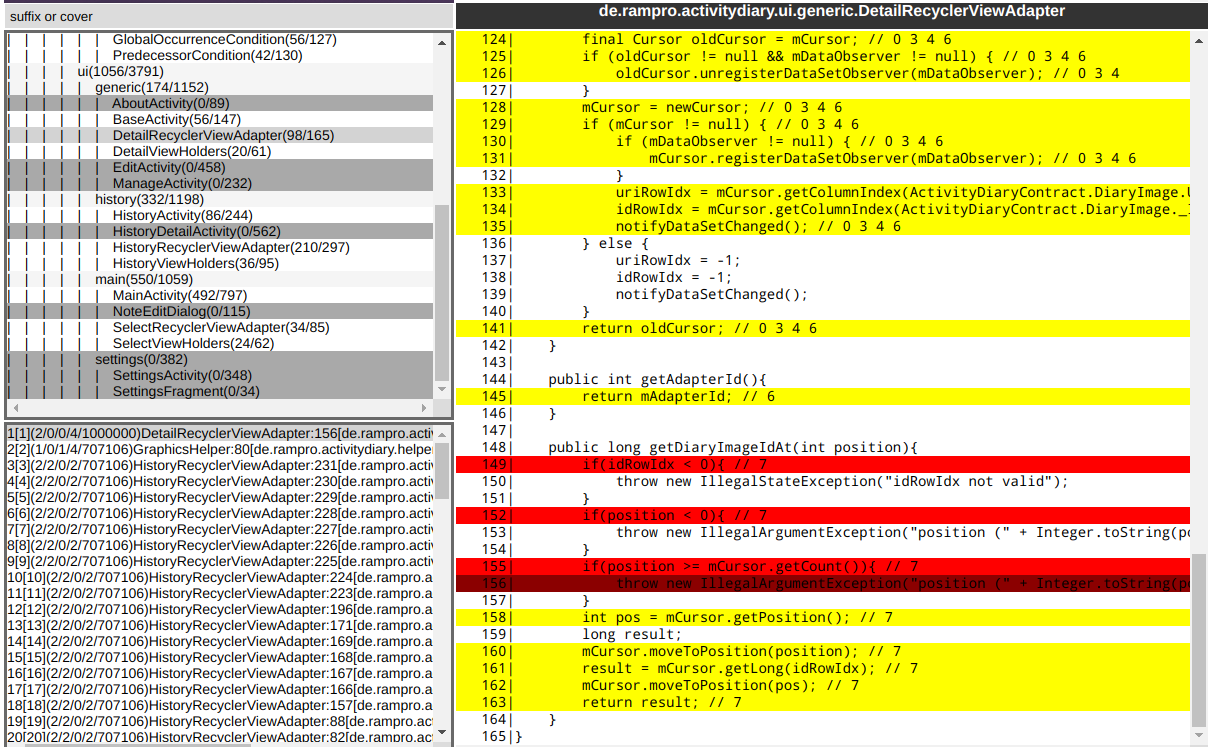 suffix or cover
GlobalOccurrenceCondition(56/127)
PredecessorCondition(42/130)
ui(1056/3791)
generic(174/1152)
AboutActivity(0/89)
BaseActivity(56/147)
DetailRecyclerViewAdapter(98/165)
DetailViewHolders(20/61)
EditActivity(0/458)
ManageActivity(0/232)
history(332/1198)
HistoryActivity(86/244)
HistoryDetailActivity(0/562)
HistoryRecyclerViewAdapter(210/297)
HistoryViewHolders(36/95)
main(550/1059)
MainActivity(492/797)
NoteEditDialog(0/115)
SelectRecyclerViewAdapter(34/85)
SelectViewHolders(24/62)
settings(0/382)
SettingsActivity(0/348)
SettingsFragment(0/34)
1[1](2/0/0/4/1000000)DetailRecyclerViewAdapter:156[de.rampro.activ
2[2](1/0/1/4/707106)GraphicsHelper:80[de.rampro.activitydiary.helpe
3[3](2/2/0/2/707106)HistoryRecyclerViewAdapter:231[de.rampro.activ
4[4](2/2/0/2/707106)HistoryRecyclerViewAdapter:230[de.rampro.activ
5[5](2/2/0/2/707106)HistoryRecyclerViewAdapter:229[de.rampro.activ
6[6](2/2/0/2/707106)HistoryRecyclerViewAdapter:228[de.rampro.activ
7[7](2/2/0/2/707106)HistoryRecyclerViewAdapter:227[de.rampro.activ
8[8](2/2/0/2/707106)HistoryRecyclerViewAdapter:226[de.rampro.activ
9[9](2/2/0/2/707106)HistoryRecyclerViewAdapter:225[de.rampro.activ
10[10](2/2/0/2/707106)HistoryRecyclerViewAdapter:224[de.rampro.a
11[11](2/2/0/2/707106)HistoryRecyclerViewAdapter:223[de.rampro.a
12[12](2/2/0/2/707106)HistoryRecyclerViewAdapter:196[de.rampro.a
13[13](2/2/0/2/707106)HistoryRecyclerViewAdapter:171[de.rampro.a
14[14](2/2/0/2/707106)HistoryRecyclerViewAdapter:169[de.rampro.a
15[15](2/2/0/2/707106)HistoryRecyclerViewAdapter:168[de.rampro.a
16[16](2/2/0/2/707106)HistoryRecyclerViewAdapter:167[de.rampro.a
17[17](2/2/0/2/707106)HistoryRecyclerViewAdapter:166[de.rampro.a
18[18](2/2/0/2/707106)HistoryRecyclerViewAdapter:157[de.rampro.a
19[19](2/2/0/2/707106)HistoryRecyclerViewAdapter:88[de.rampro.ac
20[20](2/2/0/2/707106)HistoryRecyclerViewAdapter:82[de.rampro.ac
de.rampro.activitydiary.ui.generic.DetailRecyclerViewAdapter
124| final Cursor oldCursor = mCursor; // 0 3 4 6
125| if (oldCursor != null && mDataObserver != null) { // 0 3 4 6
126| oldCursor.unregisterDataSetObserver(mDataObserver); // 0 3 4
127| }
128| mCursor = newCursor; // 0 3 4 6
129| if (mCursor != null) { // 0 3 4 6
130| if (mDataObserver != null) { // 0 3 4 6
131| mCursor.registerDataSetObserver(mDataObserver); // 0 3 4 6
132| }
133| uriRowIdx = mCursor.getColumnIndex(ActivityDiaryContract.DiaryImage.U
134| idRowIdx = mCursor.getColumnIndex(ActivityDiaryContract.DiaryImage._I
135| notifyDataSetChanged(); // 0 3 4 6
136| } else {
137| uriRowIdx = -1;
138| idRowIdx = -1;
139| notifyDataSetChanged();
140| }
141| return oldCursor; // 0 3 4 6
142| }
143|
144| public int getAdapterId(){
145| return mAdapterId; // 6
146| }
147|
148| public long getDiaryImageIdAt(int position){
149| if(idRowIdx < 0){ // 7
150| throw new IllegalStateException("idRowIdx not valid");
151| }
152| if(position < 0){ // 7
153| throw new IllegalArgumentException("position (" + Integer.toString(po
154| }
155| if(position >= mCursor.getCount()){ // 7
156| throw new IllegalArgumentException("position (" + Integer.toString(po
157| }
158| int pos = mCursor.getPosition(); // 7
159| long result;
160| mCursor.moveToPosition(position); // 7
161| result = mCursor.getLong(idRowIdx); // 7
162| mCursor.moveToPosition(pos); // 7
163| return result; // 7
164| }
165|}